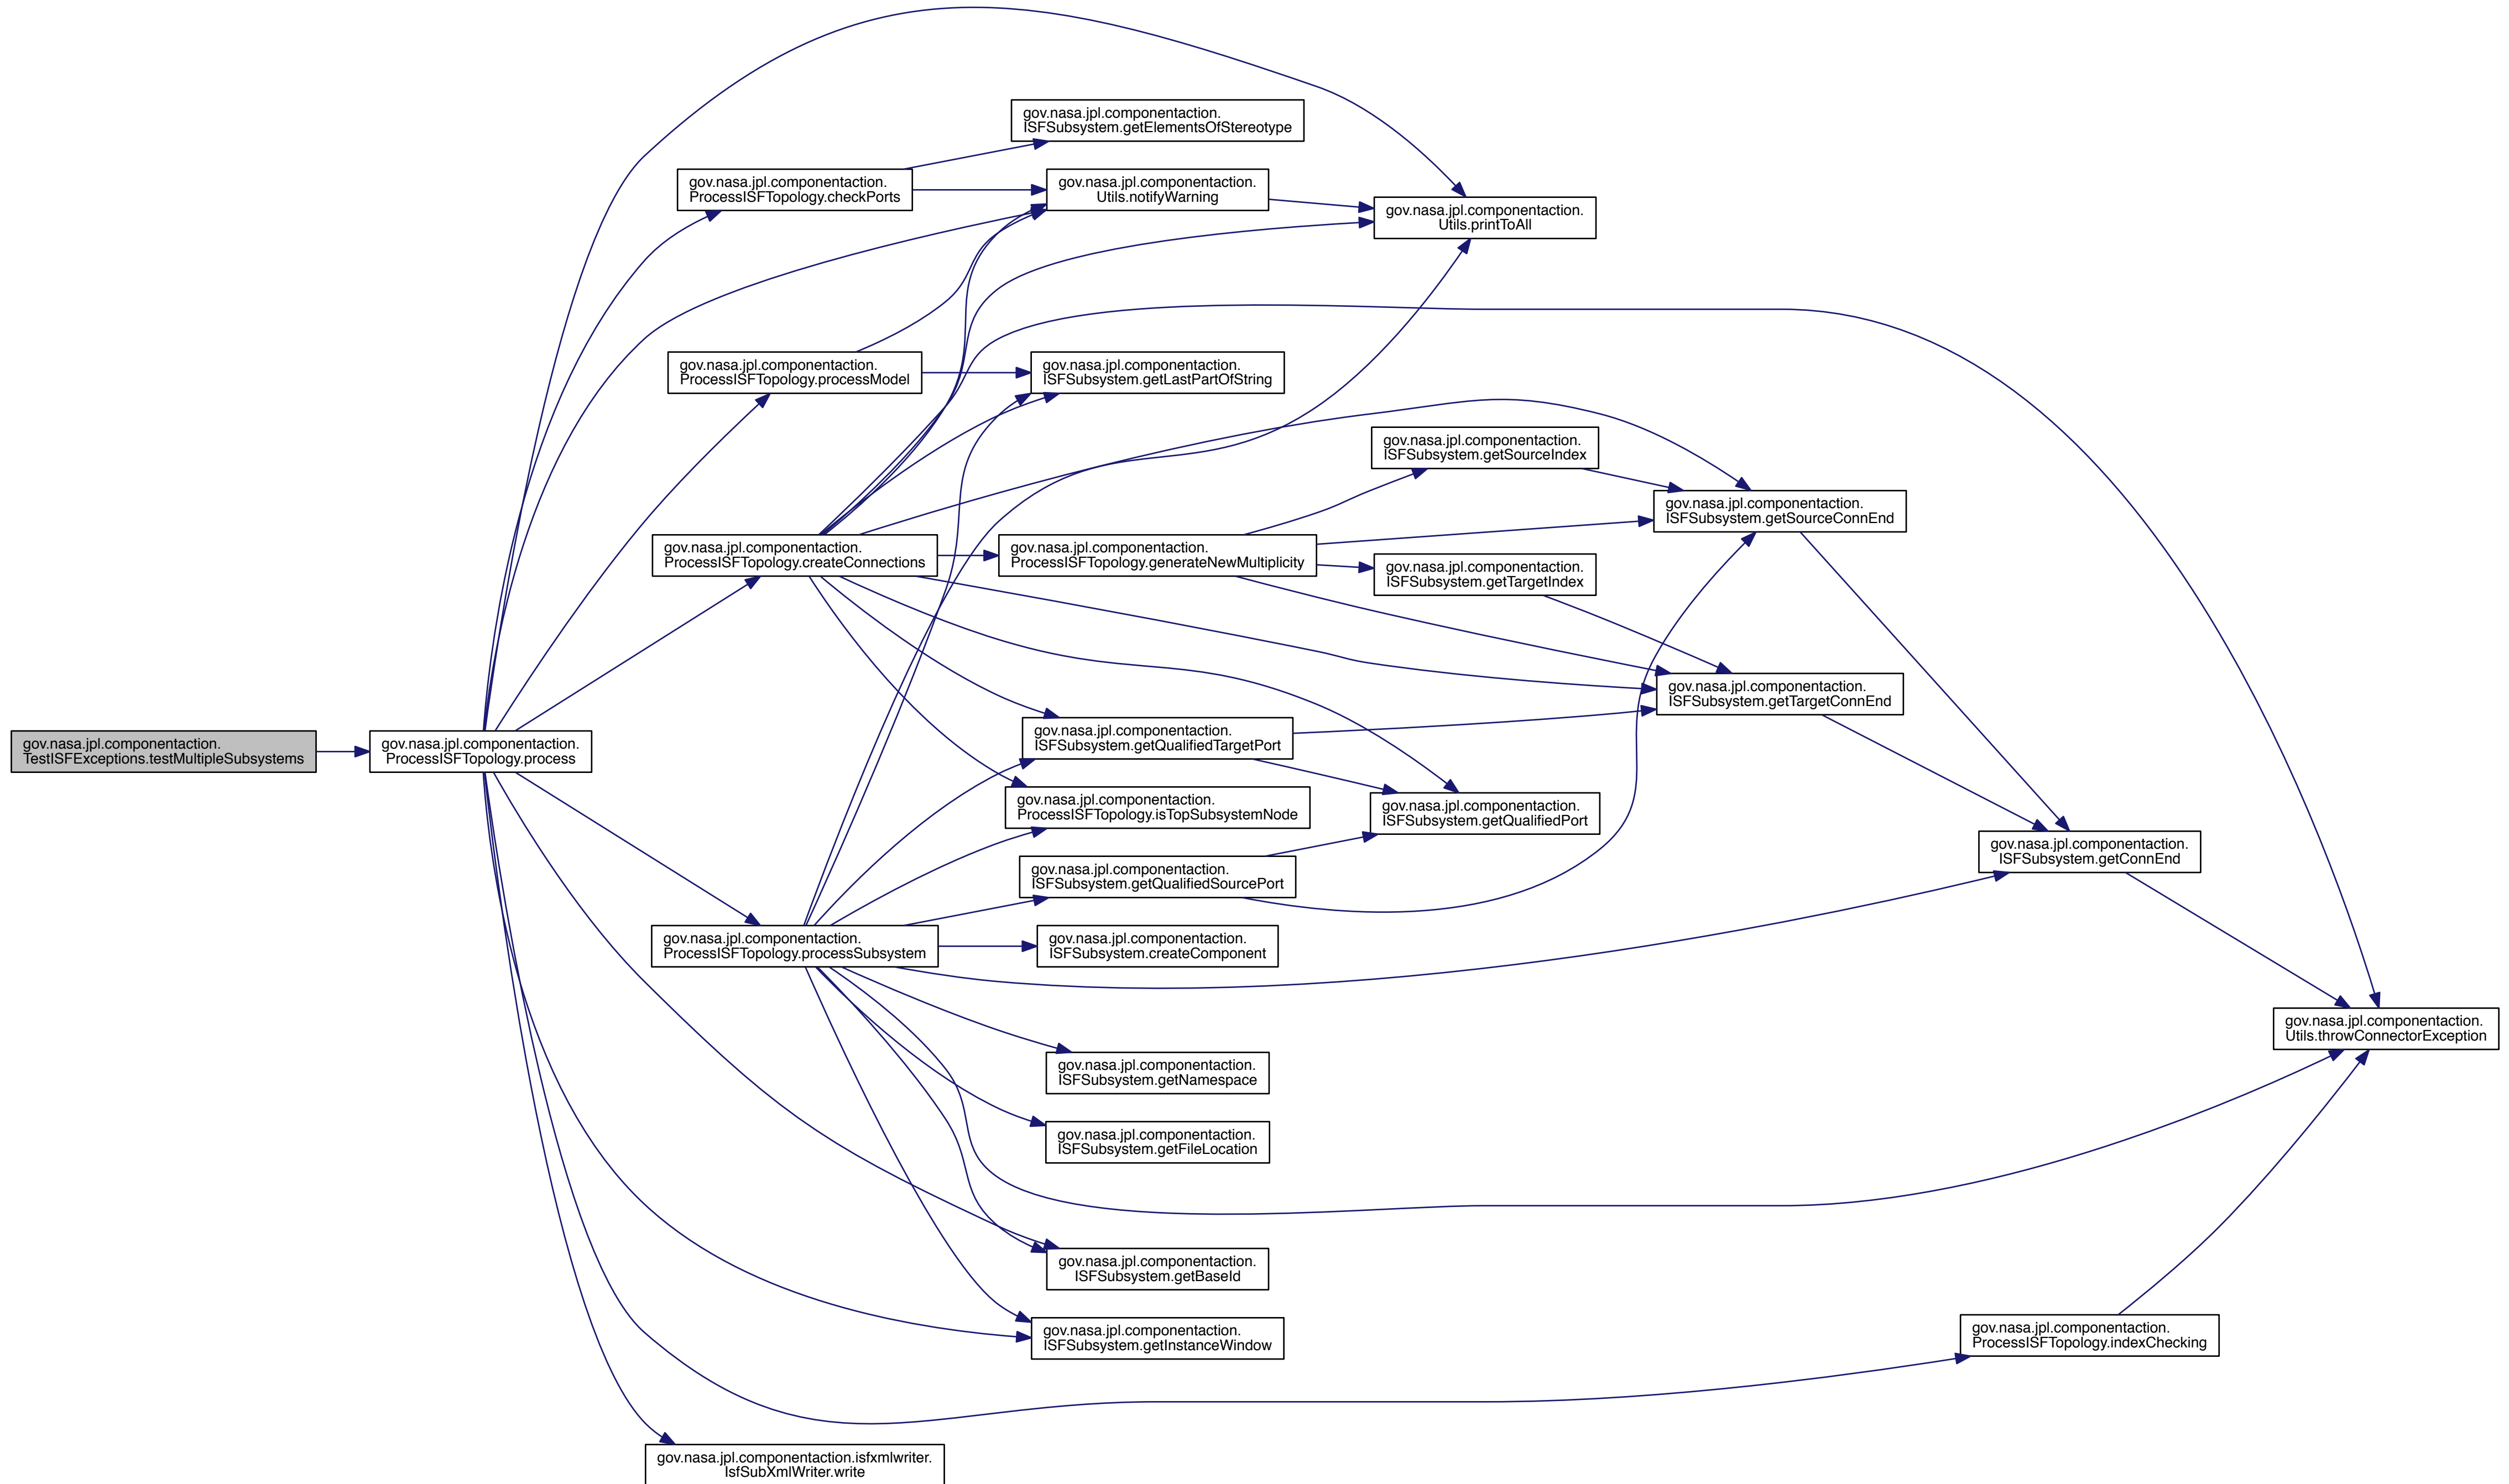 gov.nasa.jpl.componentaction.
TestISFExceptions.testMultipleSubsystems
gov.nasa.jpl.componentaction.
ProcessISFTopology.process
gov.nasa.jpl.componentaction.
ProcessISFTopology.checkPorts
gov.nasa.jpl.componentaction.
ProcessISFTopology.processModel
gov.nasa.jpl.componentaction.
ProcessISFTopology.createConnections
gov.nasa.jpl.componentaction.
ProcessISFTopology.processSubsystem
gov.nasa.jpl.componentaction.isfxmlwriter.
IsfSubXmlWriter.write
gov.nasa.jpl.componentaction.
ISFSubsystem.getElementsOfStereotype
gov.nasa.jpl.componentaction.
Utils.notifyWarning
gov.nasa.jpl.componentaction.
ISFSubsystem.getLastPartOfString
gov.nasa.jpl.componentaction.
ProcessISFTopology.generateNewMultiplicity
gov.nasa.jpl.componentaction.
ISFSubsystem.getQualifiedTargetPort
gov.nasa.jpl.componentaction.
ProcessISFTopology.isTopSubsystemNode
gov.nasa.jpl.componentaction.
ISFSubsystem.getQualifiedSourcePort
gov.nasa.jpl.componentaction.
ISFSubsystem.createComponent
gov.nasa.jpl.componentaction.
ISFSubsystem.getNamespace
gov.nasa.jpl.componentaction.
ISFSubsystem.getFileLocation
gov.nasa.jpl.componentaction.
ISFSubsystem.getBaseId
gov.nasa.jpl.componentaction.
ISFSubsystem.getInstanceWindow
gov.nasa.jpl.componentaction.
Utils.printToAll
gov.nasa.jpl.componentaction.
ISFSubsystem.getSourceIndex
gov.nasa.jpl.componentaction.
ISFSubsystem.getTargetIndex
gov.nasa.jpl.componentaction.
ISFSubsystem.getQualifiedPort
gov.nasa.jpl.componentaction.
ISFSubsystem.getSourceConnEnd
gov.nasa.jpl.componentaction.
ISFSubsystem.getTargetConnEnd
gov.nasa.jpl.componentaction.
ISFSubsystem.getConnEnd
gov.nasa.jpl.componentaction.
ProcessISFTopology.indexChecking
gov.nasa.jpl.componentaction.
Utils.throwConnectorException